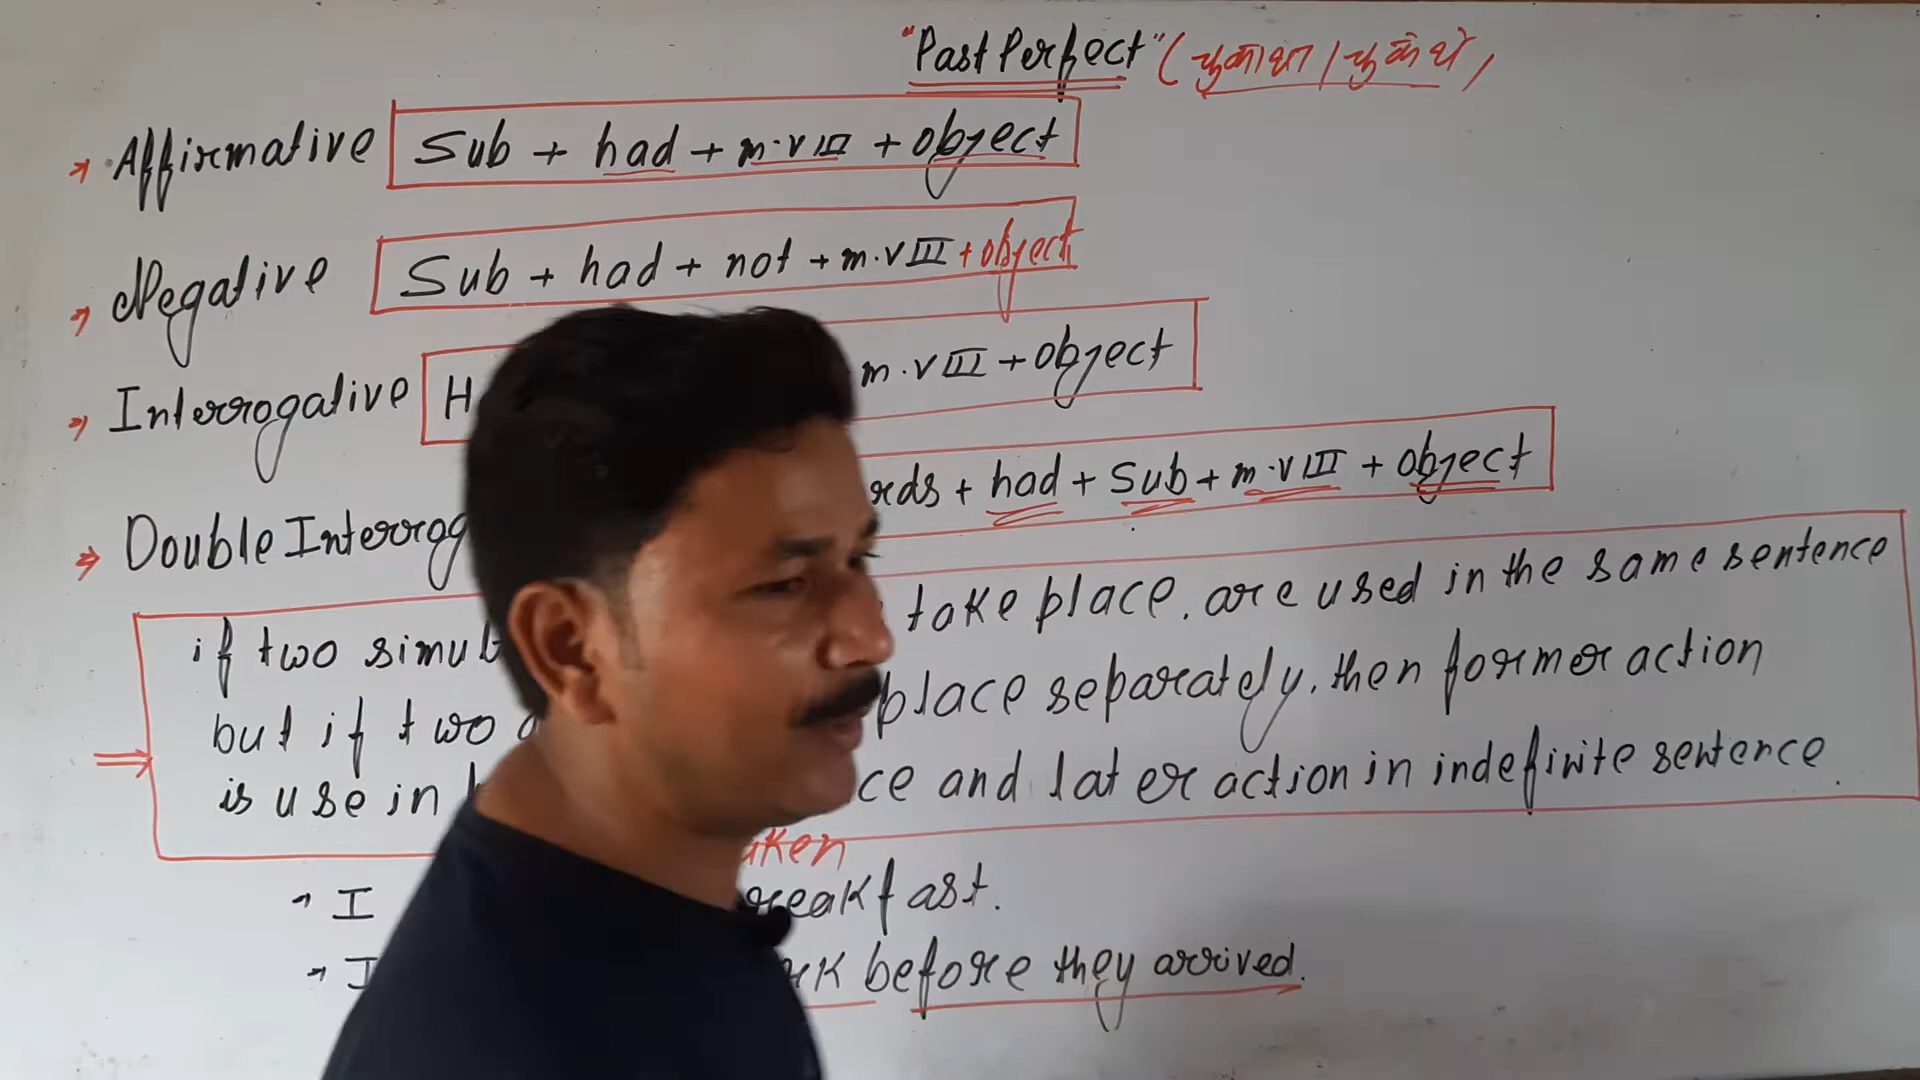 "Past Perfect" (चुका था / चुके थे,
Affirmative Sub + had + m.v III + object
Negative Sub + had + not + m.v III + object
Interrogative H m.v III + object
Double Interrog rds + had + Sub + m.v III + object
if two simult take place, are used in the same sentence
but if two place separately, then former action
is use in ce and later action in indefinite sentence.
aken
I reakfast.
I rk before they arrived.